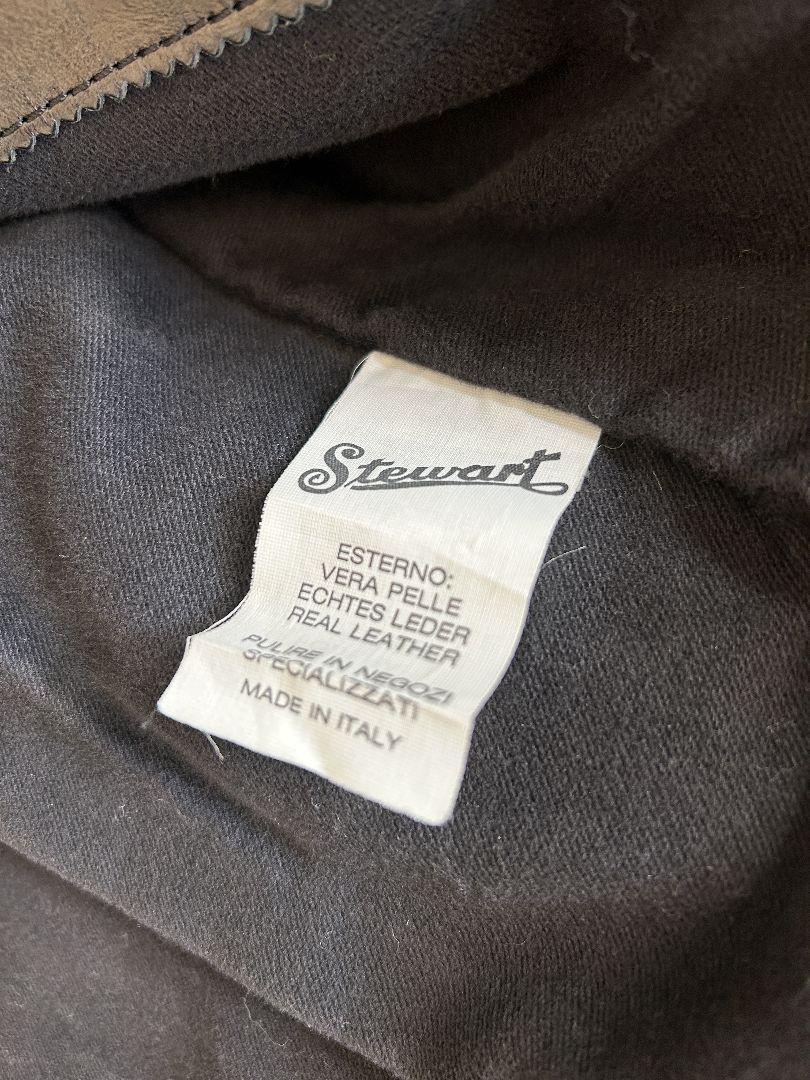 Stewart
ESTERNO:
VERA PELLE
ECHTES LEDER
REAL LEATHER
PULIRE IN NEGOZI
SPECIALIZZATI
MADE IN ITALY